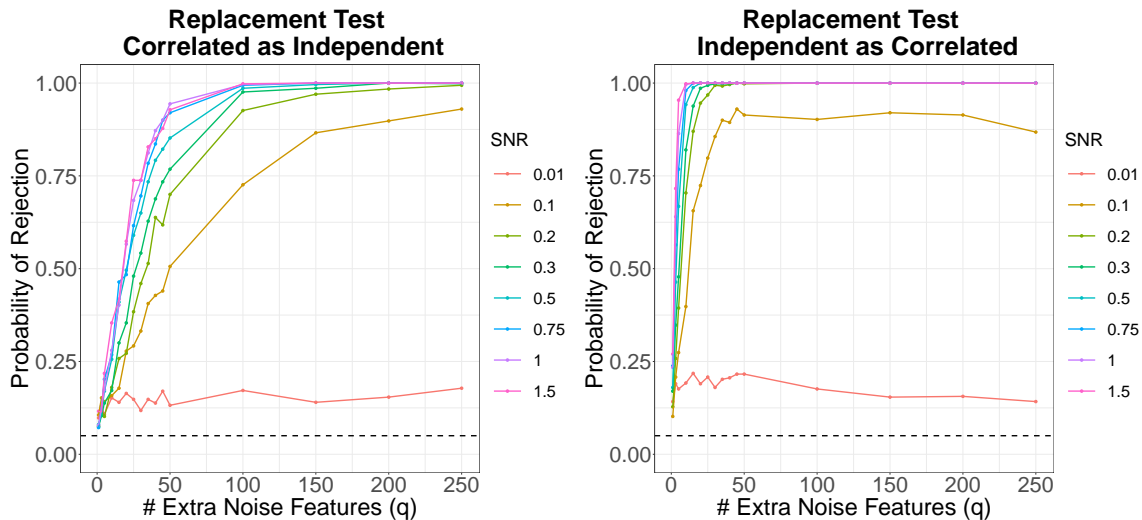 Replacement Test
Correlated as Independent
Probability of Rejection
1.00
0.75
0.50
0.25
0.00
0 50 100 150 200 250
# Extra Noise Features (q)
SNR
0.01
0.1
0.2
0.3
0.5
0.75
1
1.5
Replacement Test
Independent as Correlated
Probability of Rejection
1.00
0.75
0.50
0.25
0.00
0 50 100 150 200 250
# Extra Noise Features (q)
SNR
0.01
0.1
0.2
0.3
0.5
0.75
1
1.5